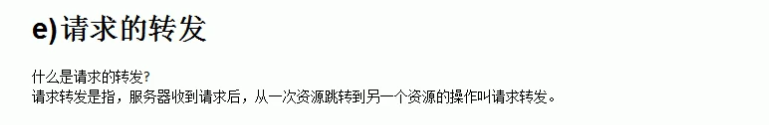 e)请求的转发
什么是请求的转发?
请求转发是指，服务器收到请求后，从一次资源跳转到另一个资源的操作叫请求转发。